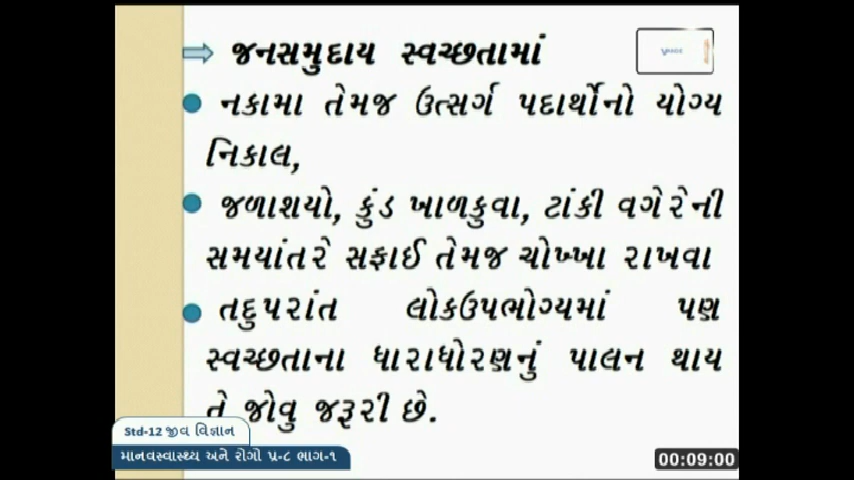 જનસમુદાય સ્વચ્છતામાં
નકામા તેમજ ઉત્સર્ગ પદાર્થોનો યોગ્ય
નિકાલ,
જળાશયો, કુંડ ખાળકુવા, ટાંકી વગેરેની
સમયાંતરે સફાઈ તેમજ ચોખ્ખા રાખવા
તદુપરાંત લોકઉપભોગ્યમાં પણ
સ્વચ્છતાના ધારાધોરણનું પાલન થાય
તે જોવુ જરૂરી છે.
Std-12 જીવ વિજ્ઞાન
માનવસ્વાસ્થ્ય અને રોગો પ્ર-૮ ભાગ-૧
00:09:00